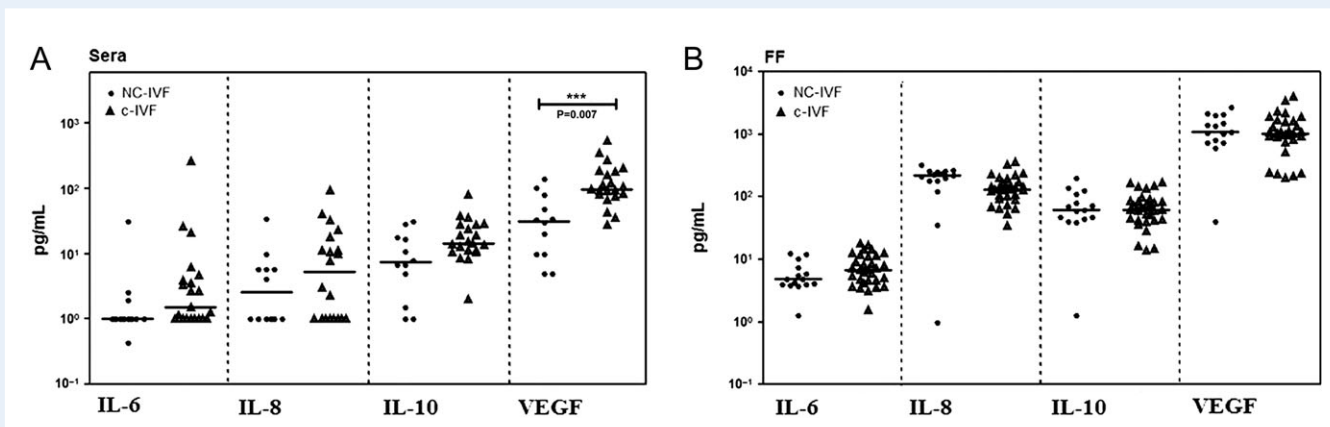 A
Sera
NC-IVF
c-IVF
***
P=0.007
10³
10²
10¹
10⁰
10⁻¹
pg/mL
IL-6
IL-8
IL-10
VEGF
B
FF
NC-IVF
c-IVF
10⁴
10³
10²
10¹
10⁰
10⁻¹
pg/mL
IL-6
IL-8
IL-10
VEGF